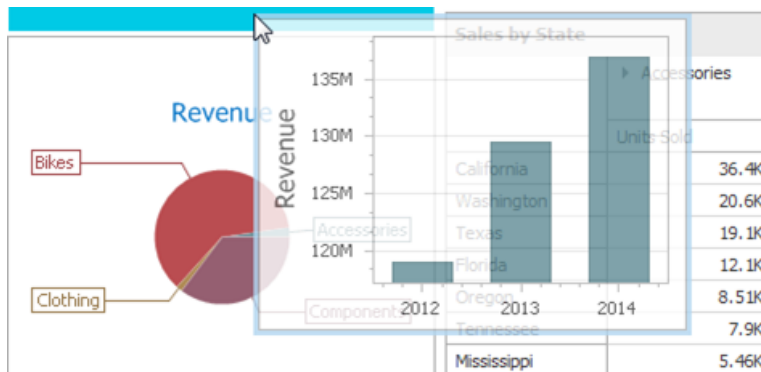 Sales by State
135M
Accessories
Revenue
130M
Units Sold
Bikes
Revenue
California
36.4K
125M
Washington
20.6K
Accessories
Texas
19.1K
120M
Florida
12.1K
Clothing
Components
2012
2013
2014
Oregon
8.51K
Tennessee
7.9K
Mississippi
5.46K